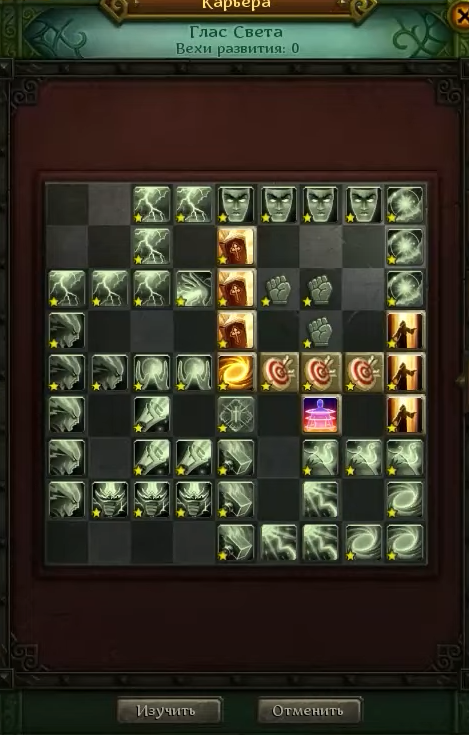 Карьера
Глас Света
Вехи развития: 0
Изучить
Отменить